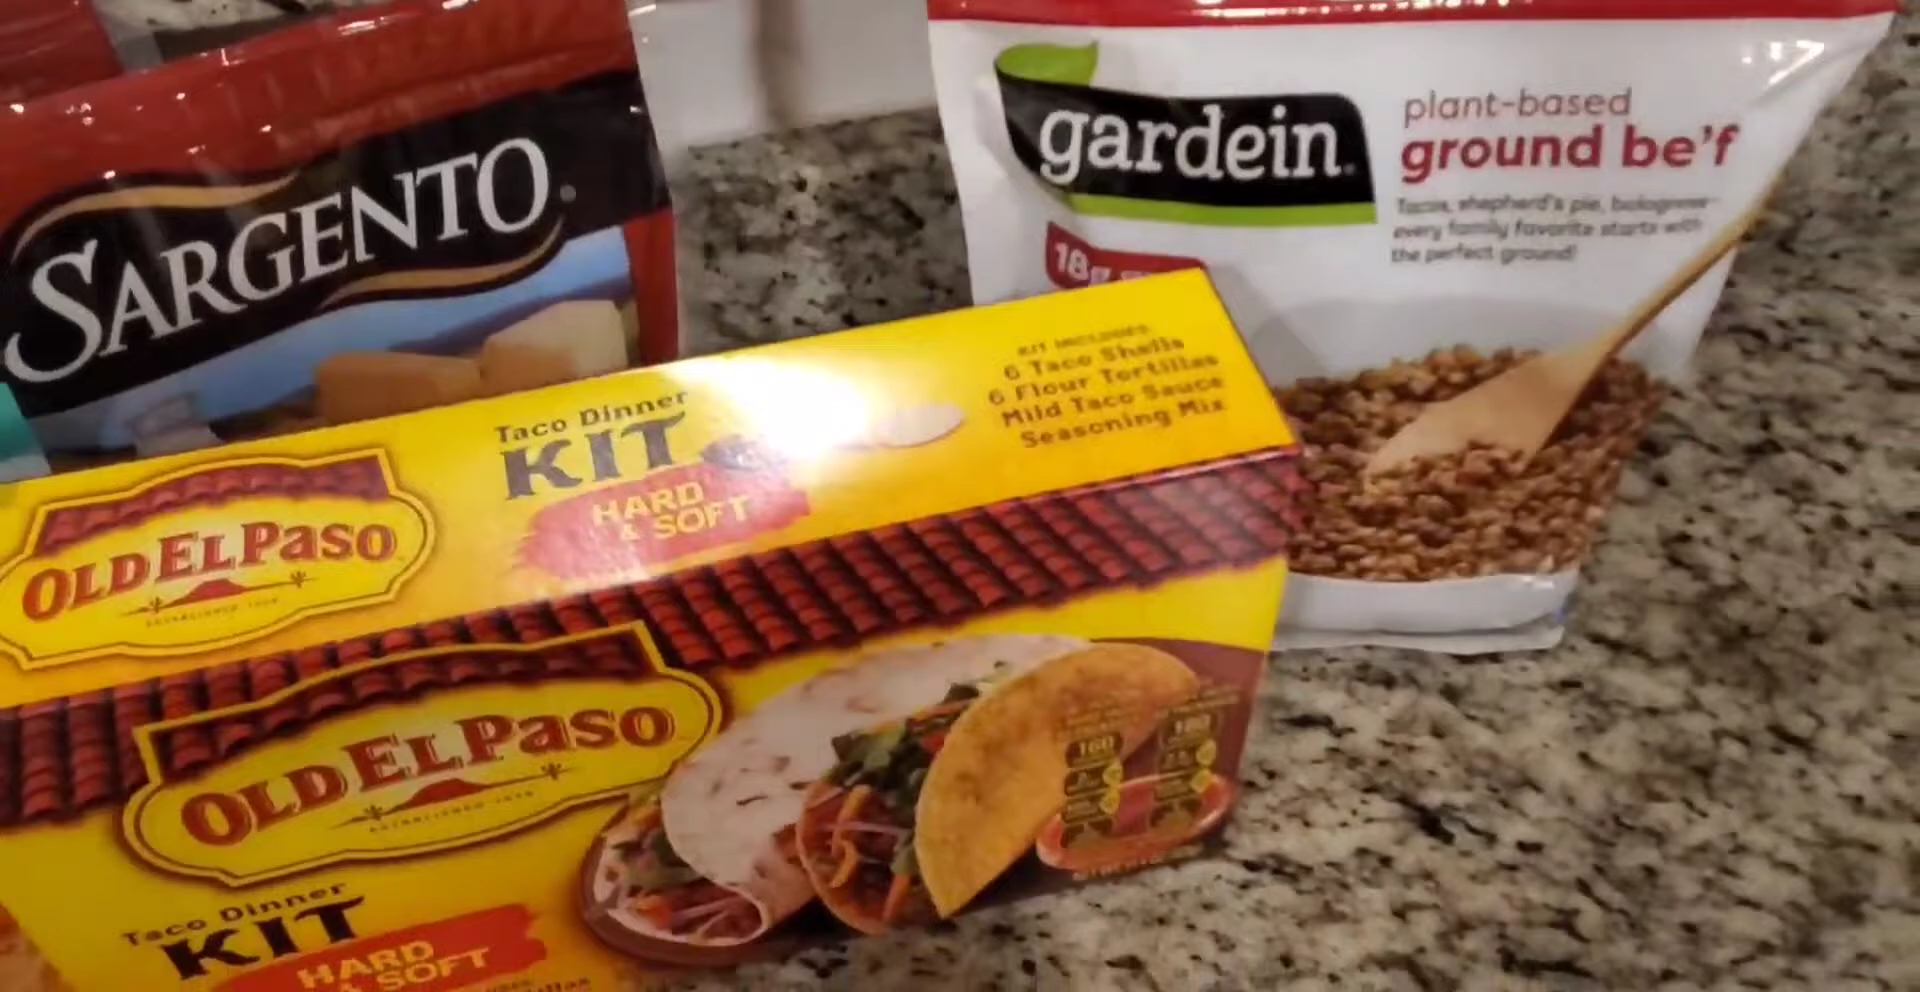 SARGENTO
gardein
plant-based
ground be'f
Tacos, shepherd's pie, bolognese-
every family favorite starts with
the perfect ground!
18g
KIT INCLUDES
6 Taco Shells
6 Flour Tortillas
Mild Taco Sauce
Seasoning Mix
Taco Dinner
KIT
HARD
& SOFT
OLD EL PASO
OLD EL PASO
160
Taco Dinner
KIT
HARD
& SOFT